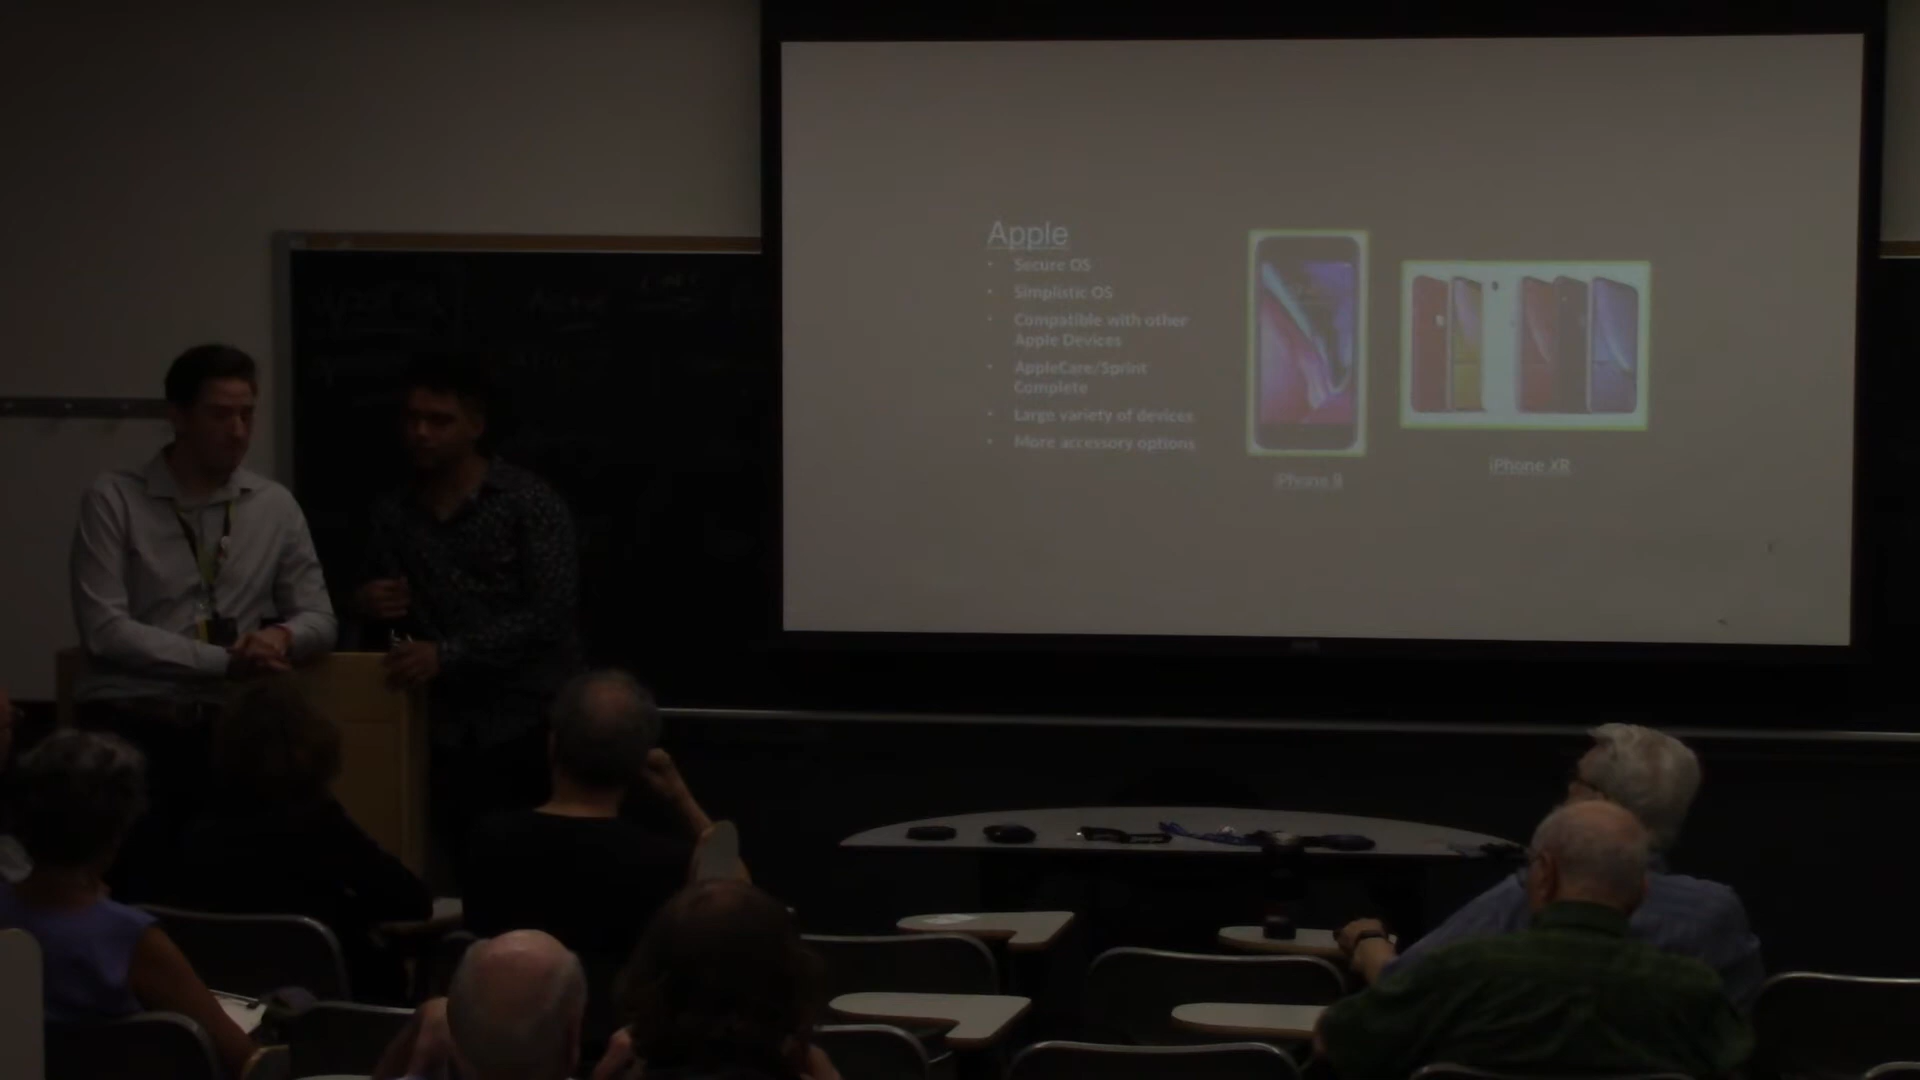 Apple
• Secure OS
• Simplistic OS
• Compatible with other
Apple Devices
• AppleCare/Sprint
Complete
• Large variety of devices
• More accessory options
iPhone 8
iPhone XR